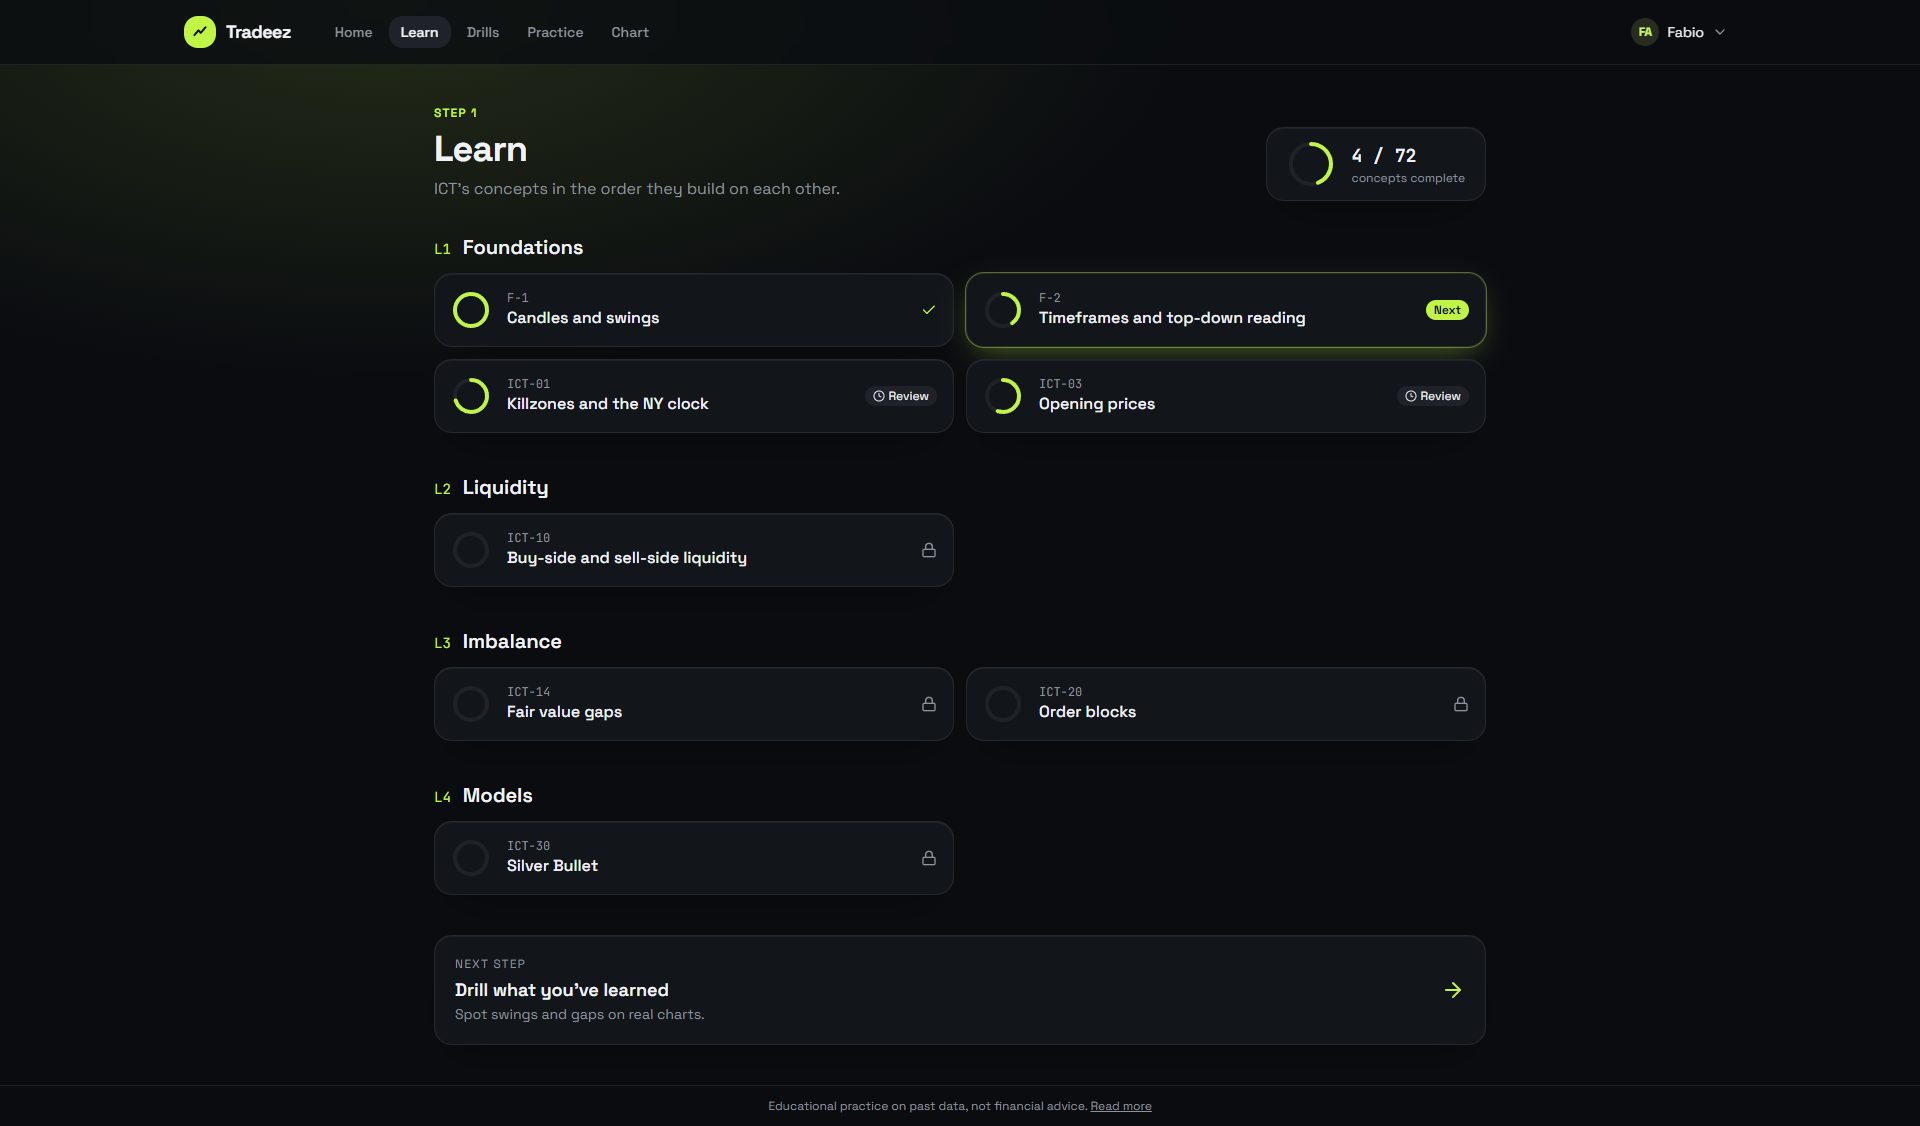 Tradeez
Home
Learn
Drills
Practice
Chart
FA
Fabio
STEP 1
Learn
ICT's concepts in the order they build on each other.
4 / 72
concepts complete
L1 Foundations
F-1
Candles and swings
F-2
Timeframes and top-down reading
Next
ICT-01
Killzones and the NY clock
Review
ICT-03
Opening prices
Review
L2 Liquidity
ICT-10
Buy-side and sell-side liquidity
L3 Imbalance
ICT-14
Fair value gaps
ICT-20
Order blocks
L4 Models
ICT-30
Silver Bullet
NEXT STEP
Drill what you've learned
Spot swings and gaps on real charts.
Educational practice on past data, not financial advice. Read more